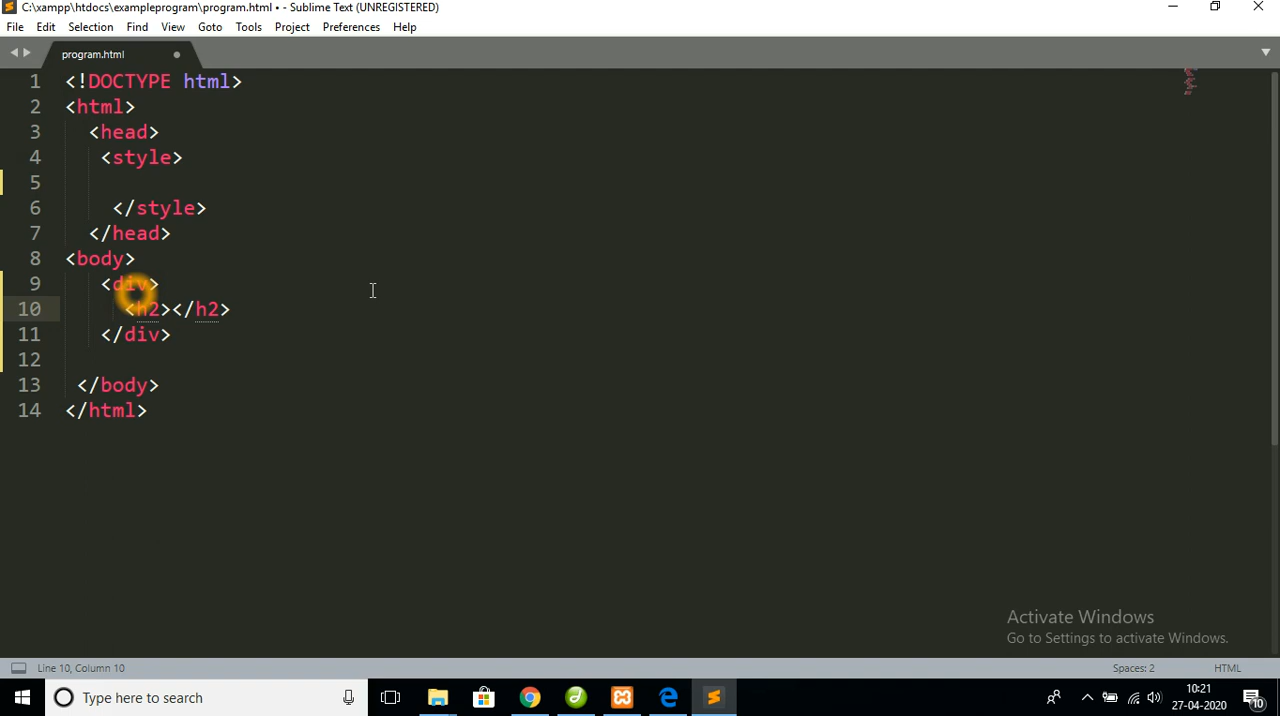 C:\xampp\htdocs\exampleprogram\program.html • - Sublime Text (UNREGISTERED)
File Edit Selection Find View Goto Tools Project Preferences Help
program.html
1 <!DOCTYPE html>
2 <html>
3 <head>
4 <style>
5
6 </style>
7 </head>
8 <body>
9 <div>
10 <h2></h2>
11 </div>
12
13 </body>
14 </html>
Activate Windows
Go to Settings to activate Windows.
Line 10, Column 10 Spaces: 2 HTML
Type here to search 10:21
27-04-2020 10